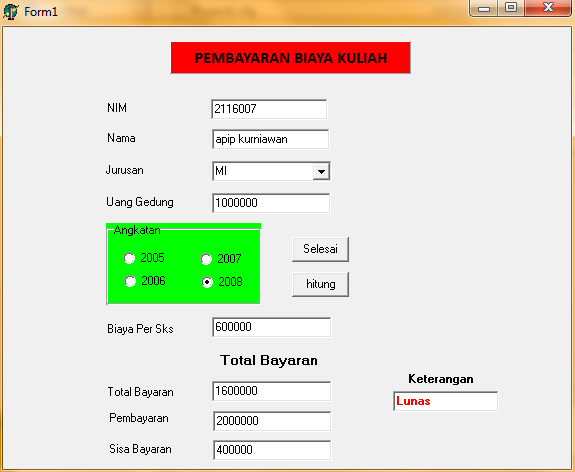 Form1
PEMBAYARAN BIAYA KULIAH
NIM 2116007
Nama apip kurniawan
Jurusan MI
Uang Gedung 1000000
Angkatan
2005 2007
2006 2008
Selesai
hitung
Biaya Per Sks 600000
Total Bayaran
Total Bayaran 1600000
Pembayaran 2000000
Sisa Bayaran 400000
Keterangan
Lunas